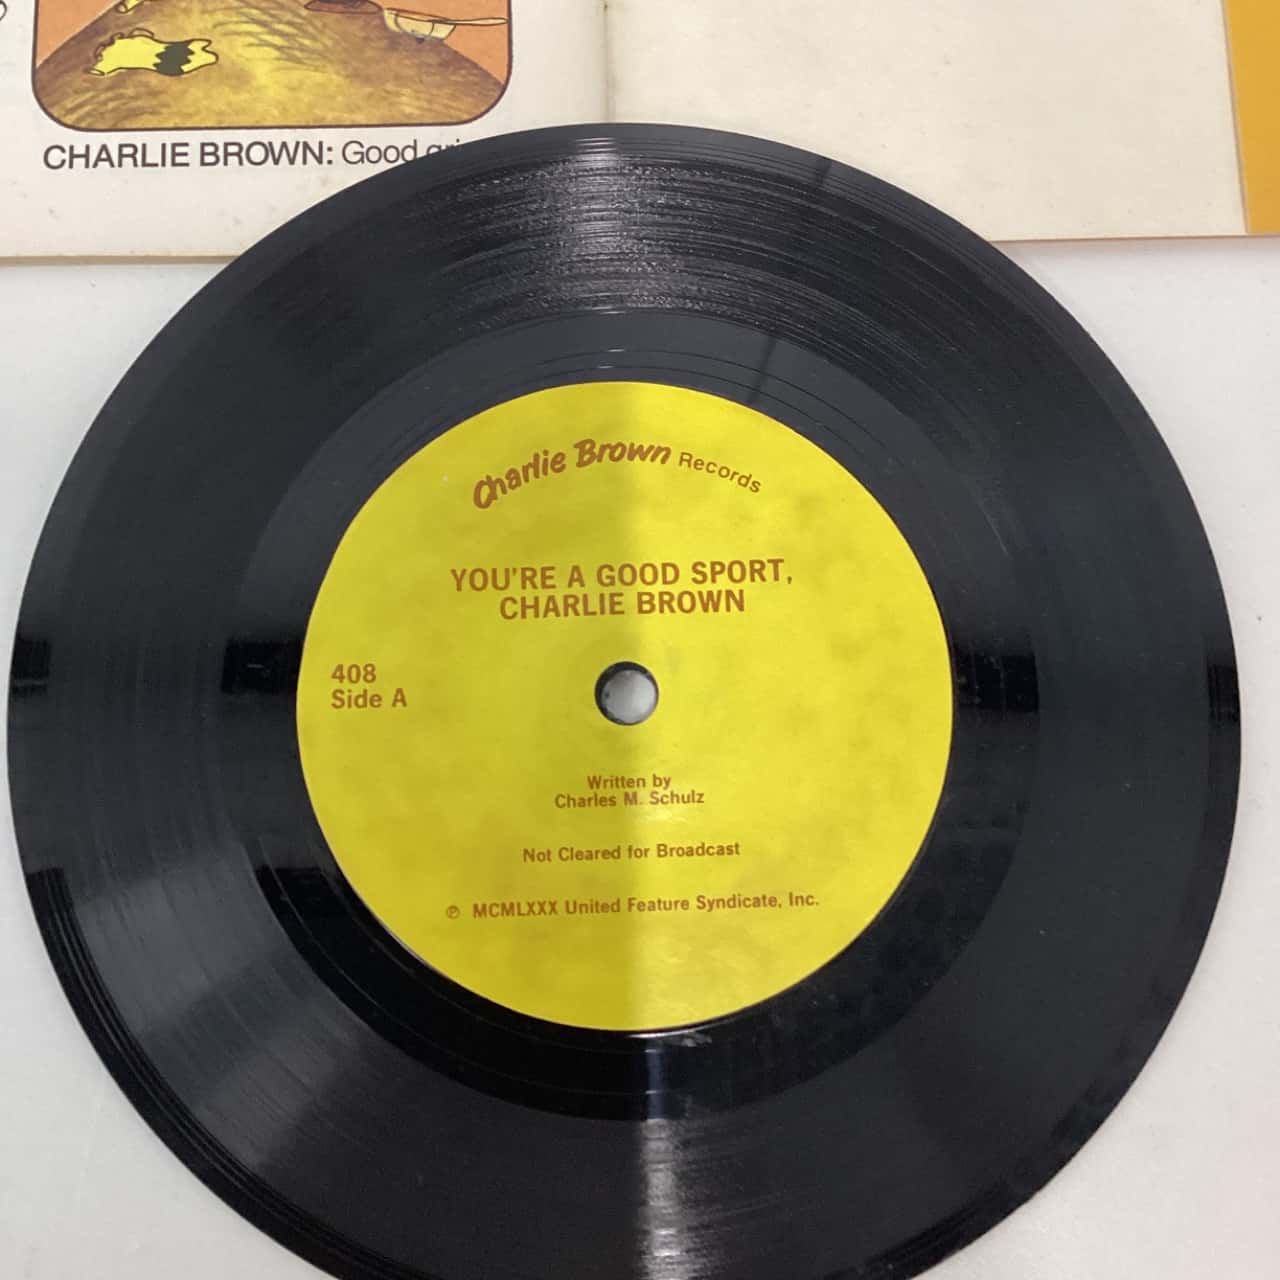 CHARLIE BROWN: Good
Charlie Brown Records
YOU'RE A GOOD SPORT,
CHARLIE BROWN
408
Side A
Written by
Charles M. Schulz
Not Cleared for Broadcast
℗ MCMLXXX United Feature Syndicate, Inc.